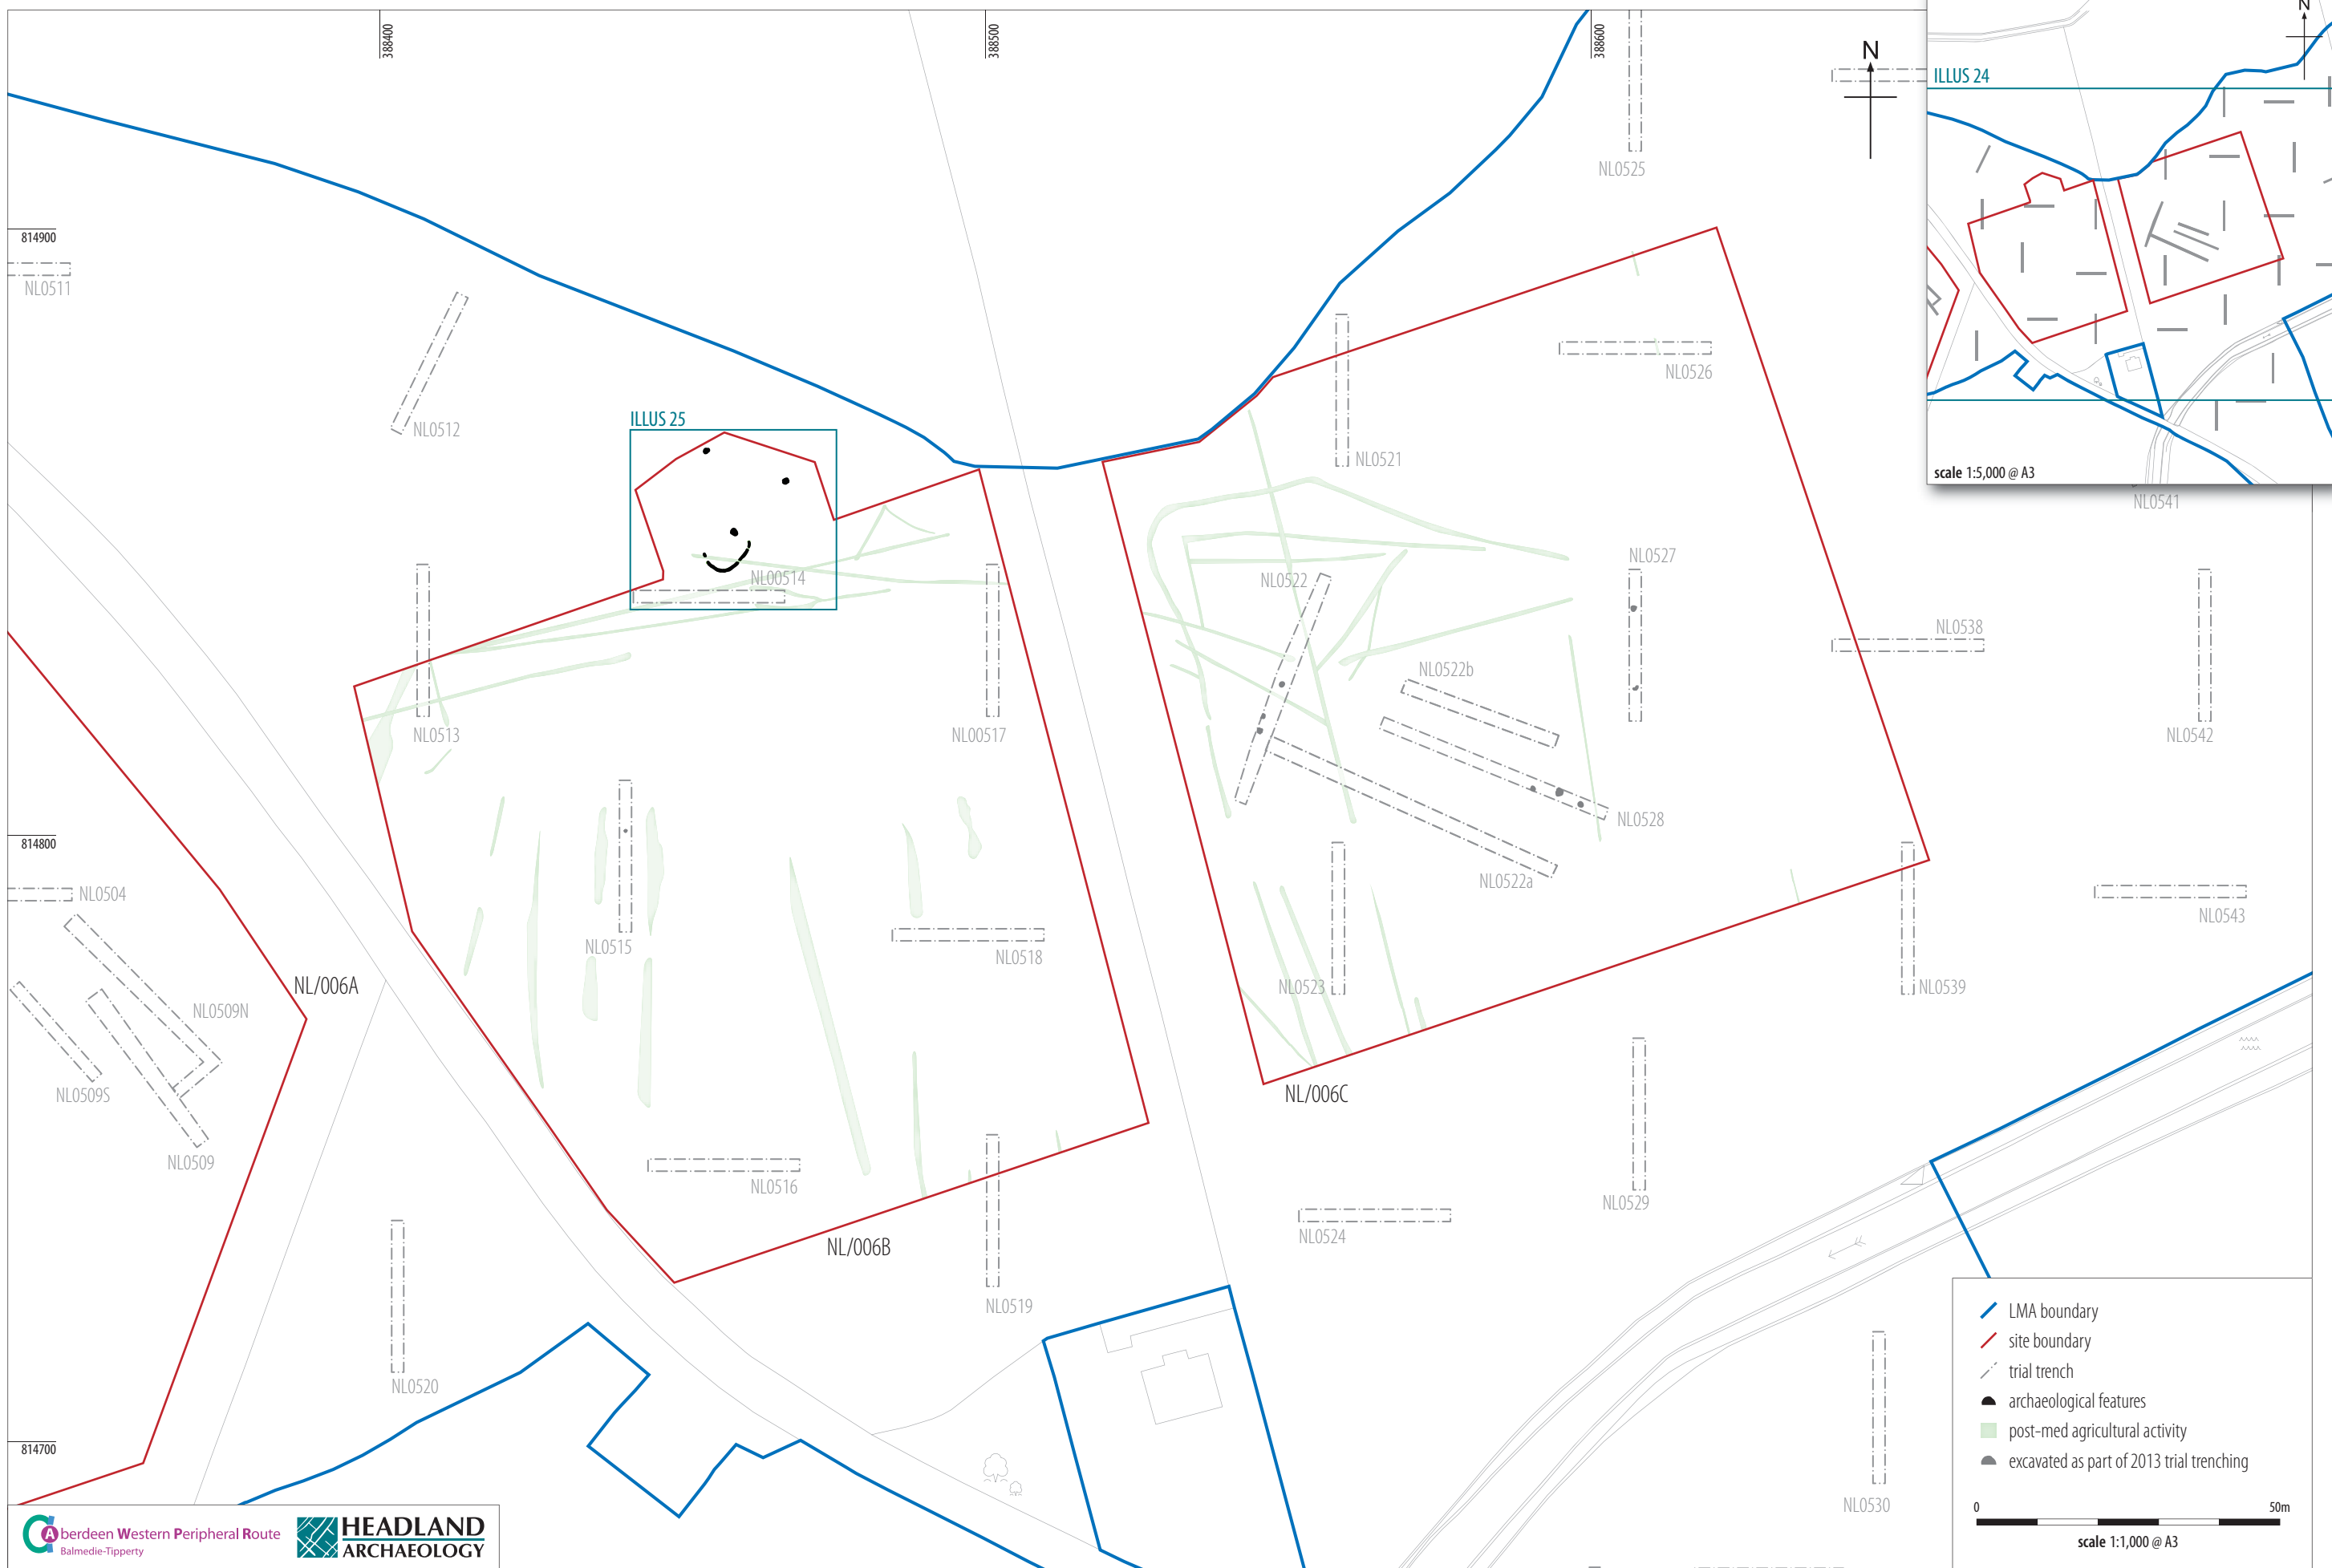 388400
388500
388600
N
N
ILLUS 24
scale 1:5,000 @ A3
814900
814800
814700
NL0511
NL0512
ILLUS 25
NL00514
NL0513
NL00517
NL0515
NL0518
NL0516
NL0519
NL0520
NL0504
NL0509N
NL0509S
NL0509
NL/006A
NL/006B
NL/006C
NL0525
NL0526
NL0521
NL0527
NL0522
NL0522b
NL0528
NL0522a
NL0523
NL0538
NL0539
NL0541
NL0542
NL0543
NL0529
NL0524
NL0530
LMA boundary
site boundary
trial trench
archaeological features
post-med agricultural activity
excavated as part of 2013 trial trenching
0 50m
scale 1:1,000 @ A3
Aberdeen Western Peripheral Route
Balmedie-Tipperty
HEADLAND
ARCHAEOLOGY